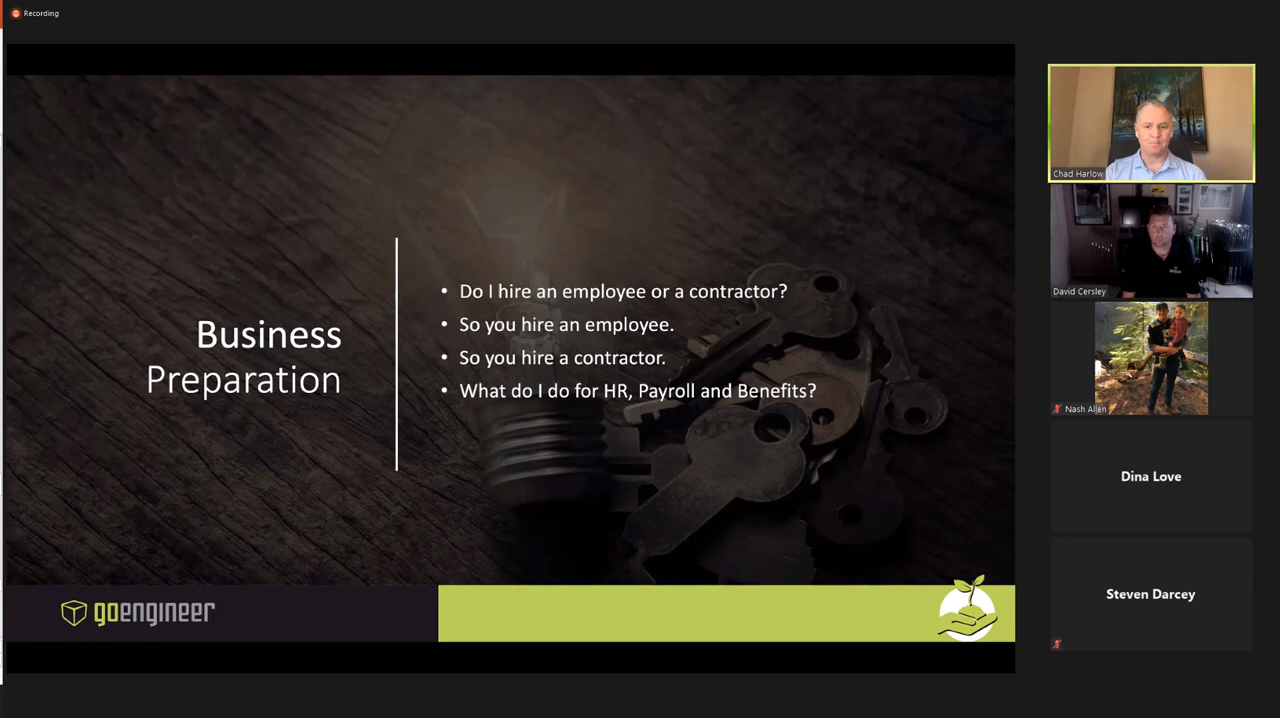 Recording
Business
Preparation
• Do I hire an employee or a contractor?
• So you hire an employee.
• So you hire a contractor.
• What do I do for HR, Payroll and Benefits?
goengineer
Chad Harlow
David Cersley
Nash Allen
Dina Love
Steven Darcey